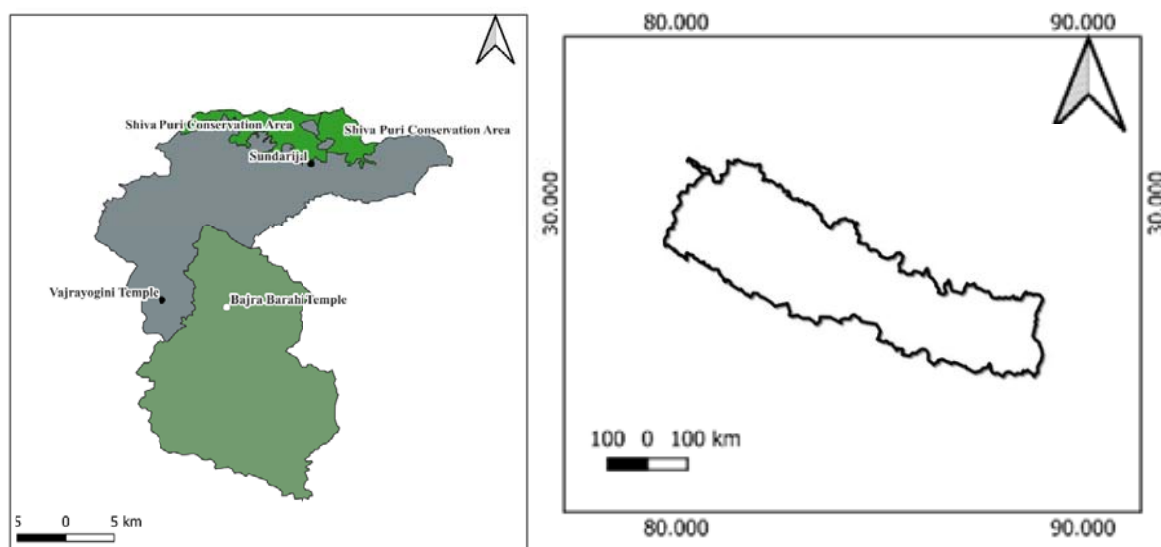 Shiva Puri Conservation Area
Shiva Puri Conservation Area
Sundarij.l
Vajrayogini Temple
Bajra Barahi Temple
5 0 5 km
80.000 90.000
30.000
30.000
100 0 100 km
80.000 90.000